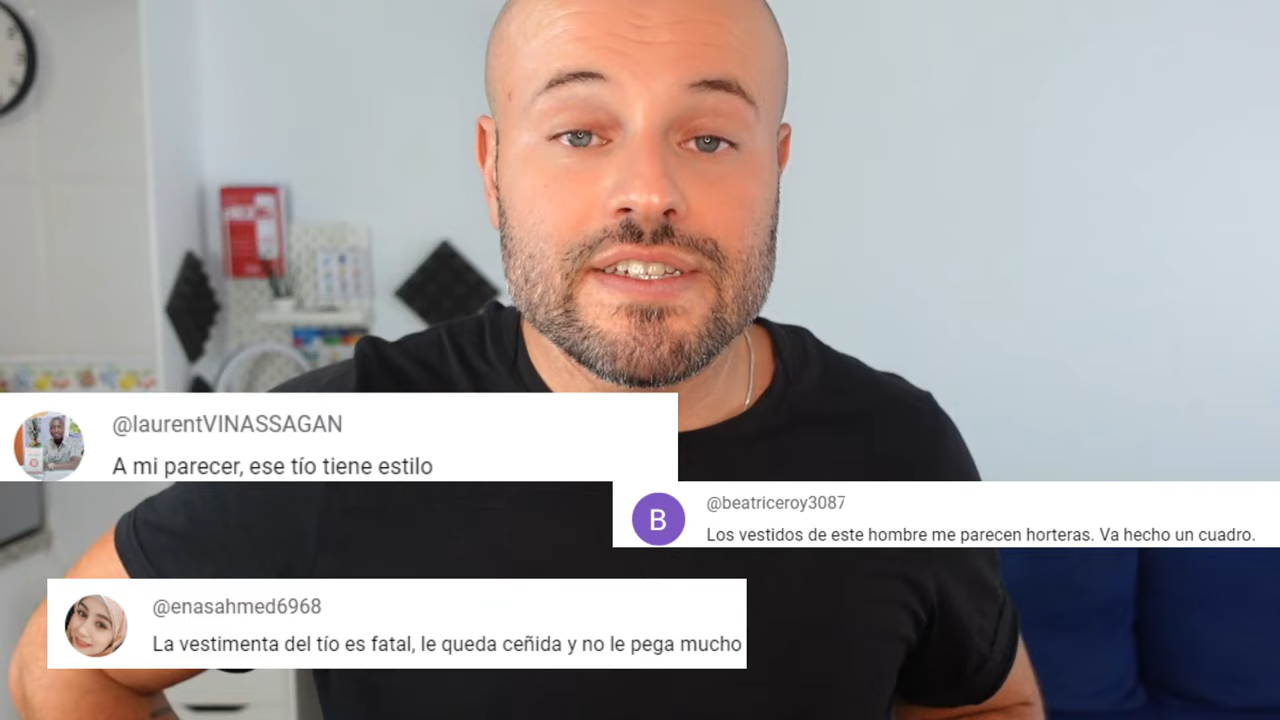 @laurentVINASSAGAN
A mi parecer, ese tío tiene estilo
@beatriceroy3087
B
Los vestidos de este hombre me parecen horteras. Va hecho un cuadro.
@enasahmed6968
La vestimenta del tío es fatal, le queda ceñida y no le pega mucho